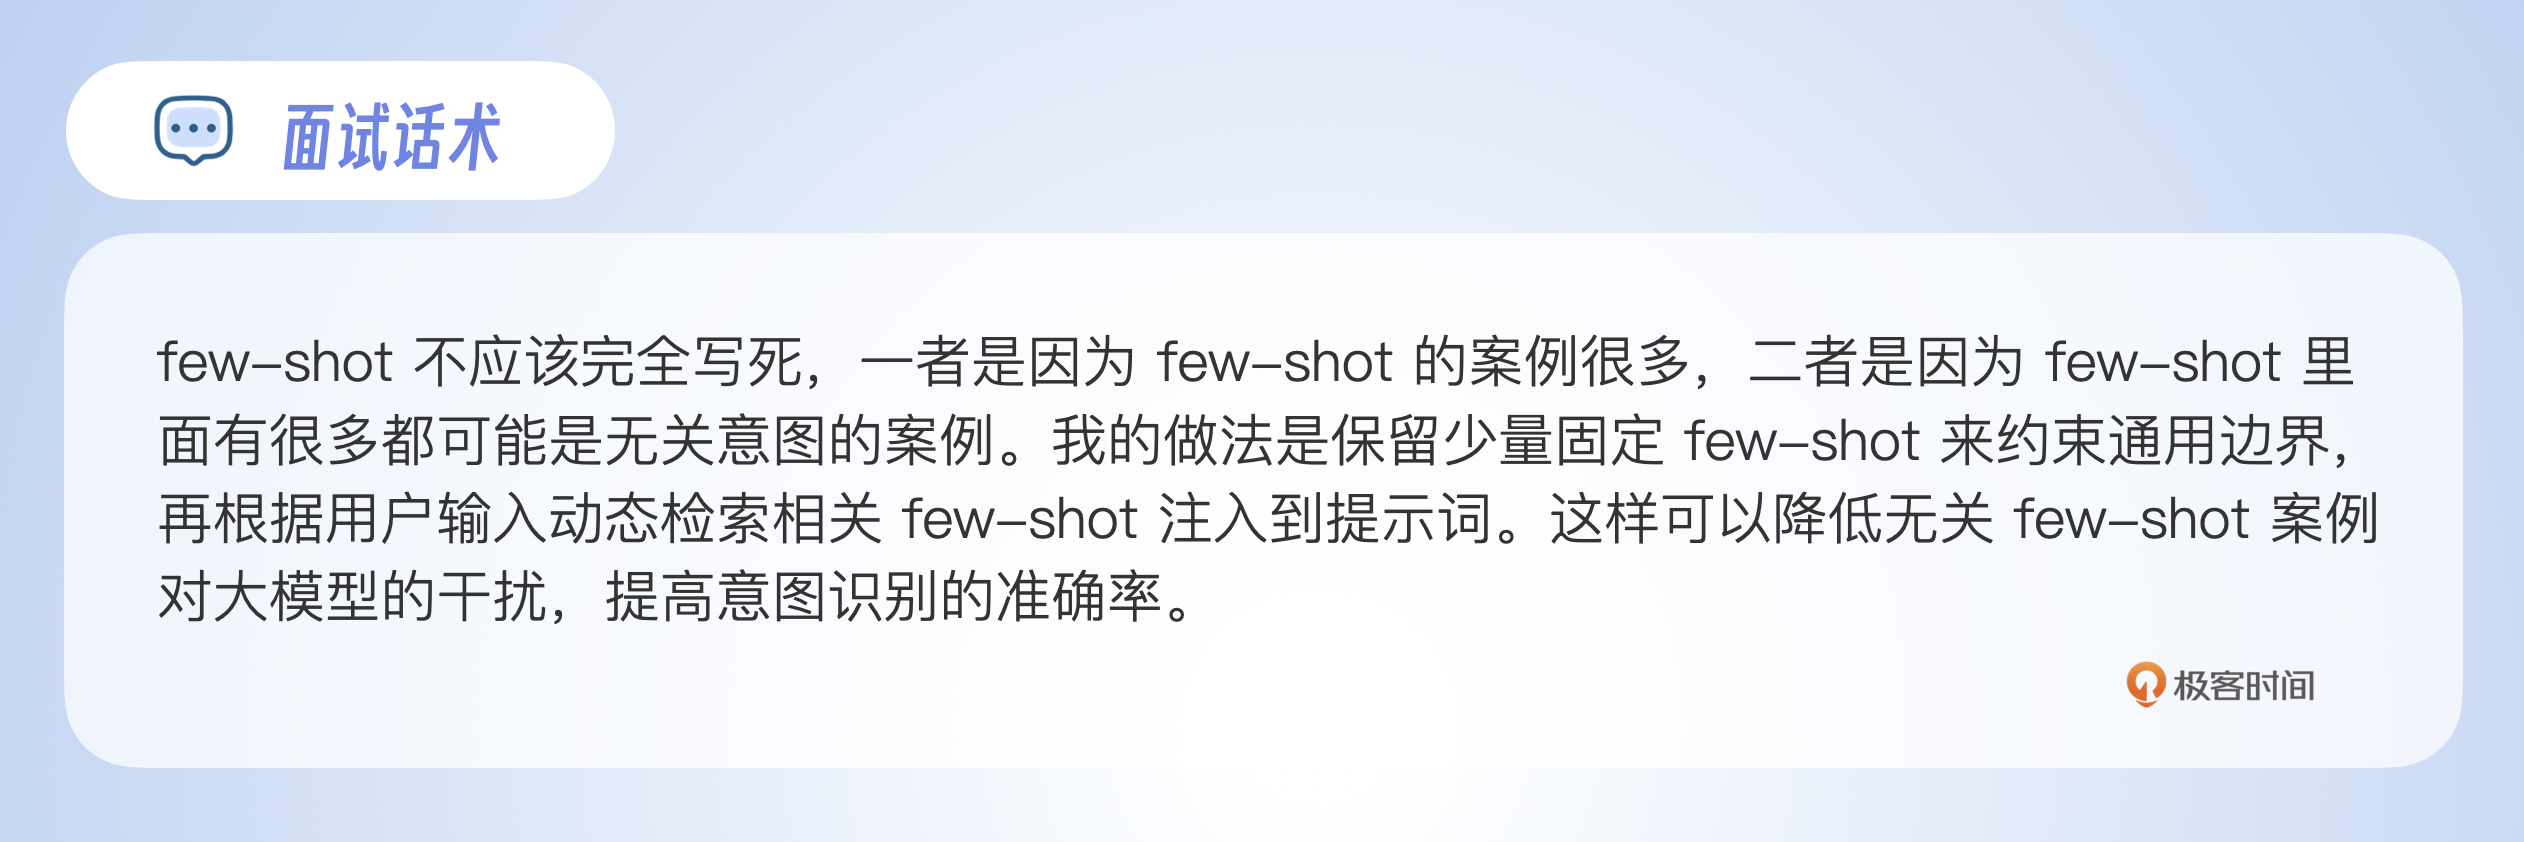 面试话术
few-shot 不应该完全写死，一者是因为 few-shot 的案例很多，二者是因为 few-shot 里
面有很多都可能是无关意图的案例。我的做法是保留少量固定 few-shot 来约束通用边界，
再根据用户输入动态检索相关 few-shot 注入到提示词。这样可以降低无关 few-shot 案例
对大模型的干扰，提高意图识别的准确率。
极客时间